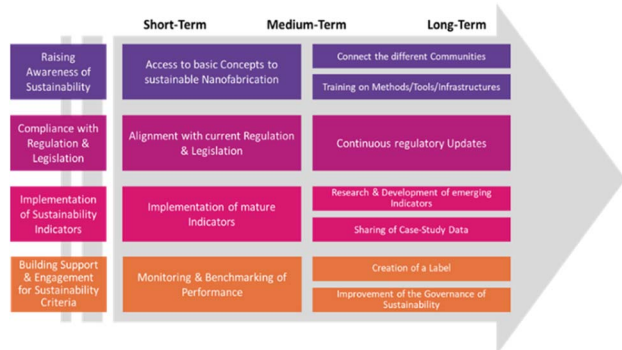 Short-Term Medium-Term Long-Term
Raising
Awareness of
Sustainability
Access to basic Concepts to
sustainable Nanofabrication
Connect the different Communities
Training on Methods/Tools/Infrastructures
Compliance with
Regulation &
Legislation
Alignment with current Regulation
& Legislation
Continuous regulatory Updates
Implementation
of Sustainability
Indicators
Implementation of mature
Indicators
Research & Development of emerging
Indicators
Sharing of Case-Study Data
Building Support
& Engagement
for Sustainability
Criteria
Monitoring & Benchmarking of
Performance
Creation of a Label
Improvement of the Governance of
Sustainability